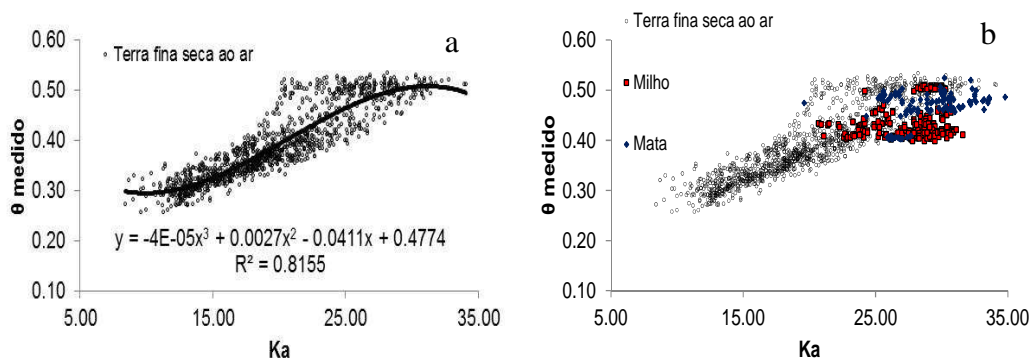 a
θ medido
0.60
0.50
0.40
0.30
0.20
0.10
Terra fina seca ao ar
y = -4E-05x³ + 0.0027x² - 0.0411x + 0.4774
R² = 0.8155
5.00 15.00 25.00 35.00
Ka
b
θ medido
0.60
0.50
0.40
0.30
0.20
0.10
Terra fina seca ao ar
Milho
Mata
5.00 15.00 25.00 35.00
Ka